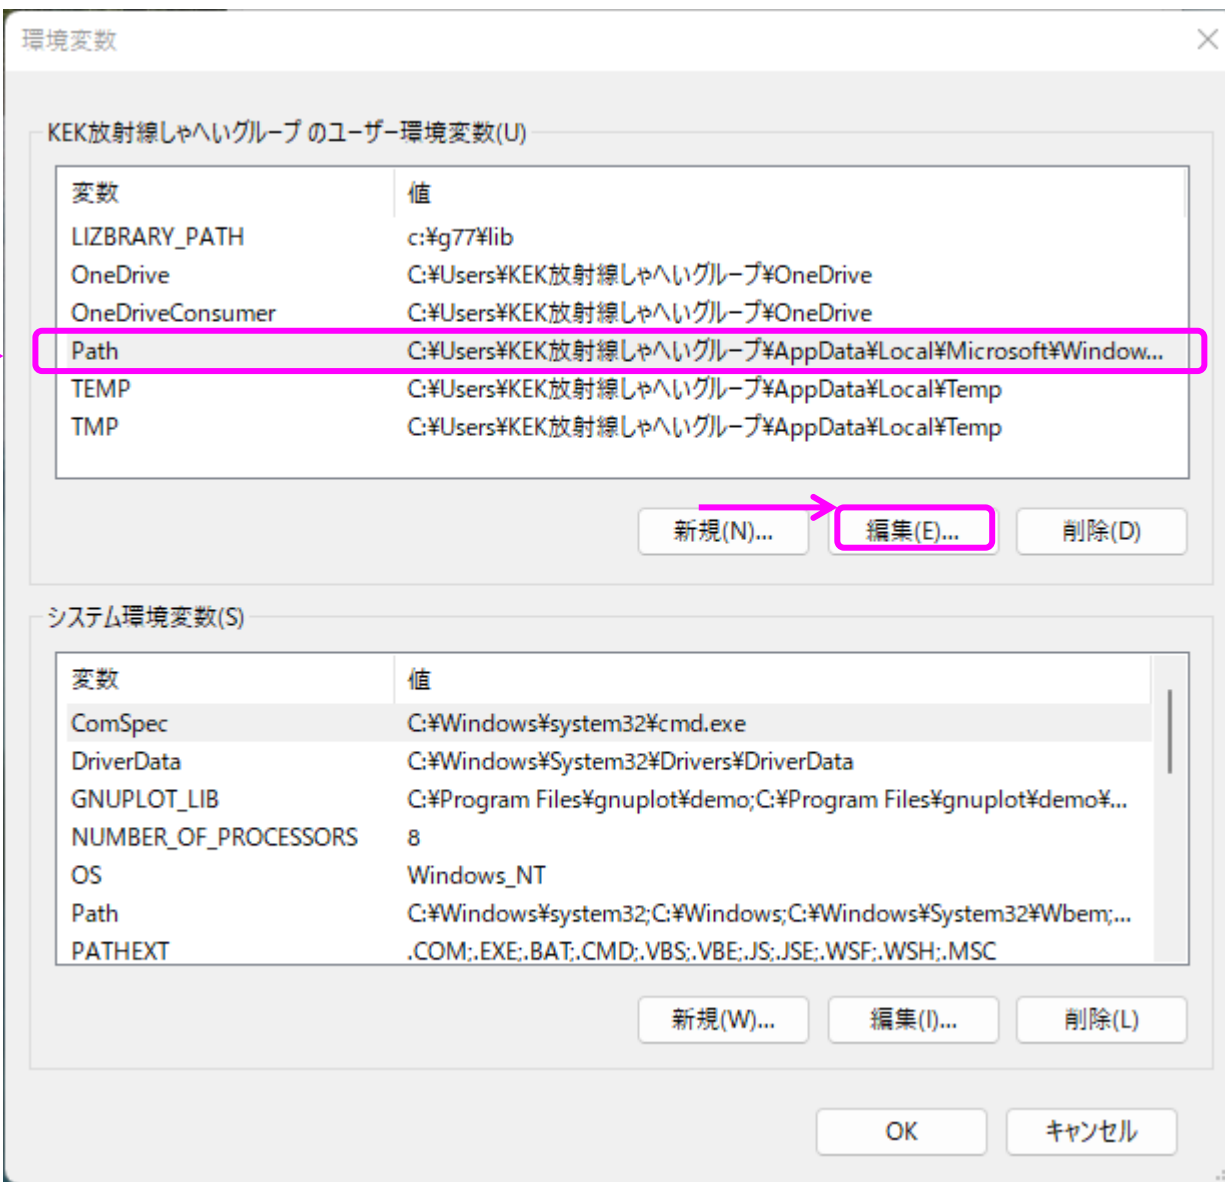 環境変数
KEK放射線しゃへいグループ のユーザー環境変数(U)
変数 値
LIZBRARY_PATH c:¥g77¥lib
OneDrive C:¥Users¥KEK放射線しゃへいグループ¥OneDrive
OneDriveConsumer C:¥Users¥KEK放射線しゃへいグループ¥OneDrive
Path C:¥Users¥KEK放射線しゃへいグループ¥AppData¥Local¥Microsoft¥Window...
TEMP C:¥Users¥KEK放射線しゃへいグループ¥AppData¥Local¥Temp
TMP C:¥Users¥KEK放射線しゃへいグループ¥AppData¥Local¥Temp
新規(N)... 編集(E)... 削除(D)
システム環境変数(S)
変数 値
ComSpec C:¥Windows¥system32¥cmd.exe
DriverData C:¥Windows¥System32¥Drivers¥DriverData
GNUPLOT_LIB C:¥Program Files¥gnuplot¥demo;C:¥Program Files¥gnuplot¥demo¥...
NUMBER_OF_PROCESSORS 8
OS Windows_NT
Path C:¥Windows¥system32;C:¥Windows;C:¥Windows¥System32¥Wbem;...
PATHEXT .COM;.EXE;.BAT;.CMD;.VBS;.VBE;.JS;.JSE;.WSF;.WSH;.MSC
新規(W)... 編集(I)... 削除(L)
OK キャンセル